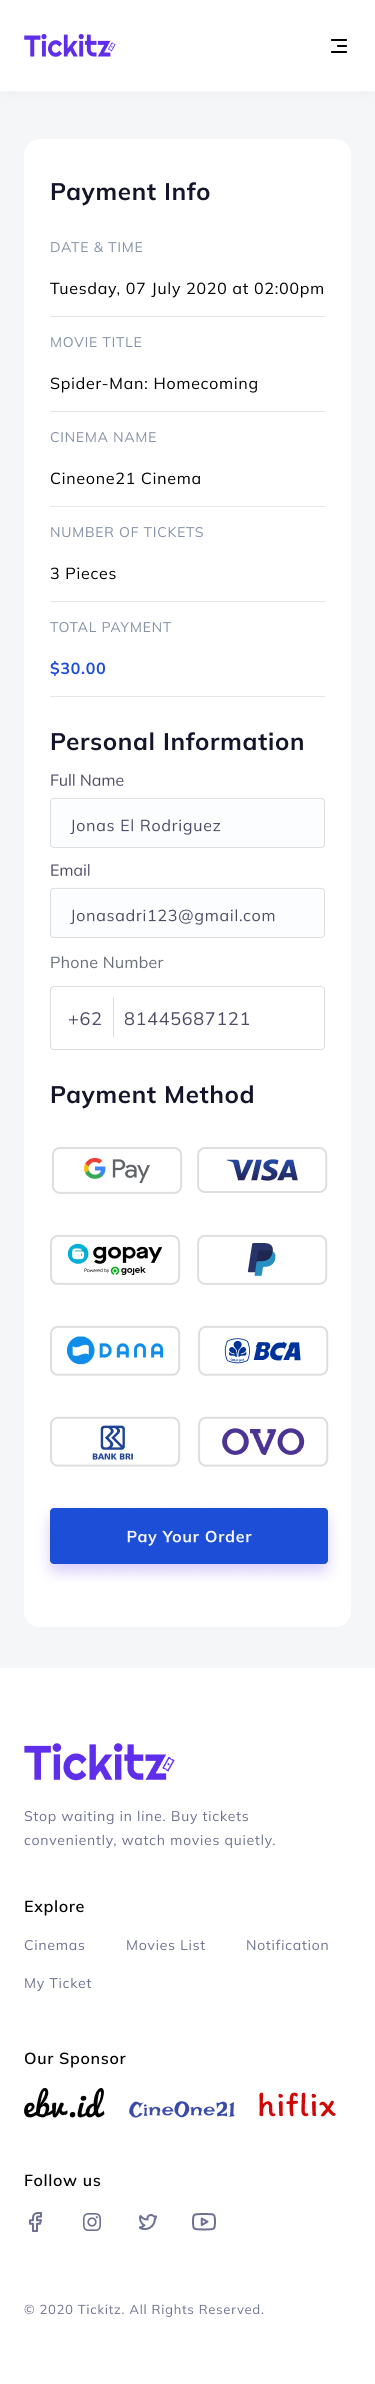 Tickitz
Payment Info
DATE & TIME
Tuesday, 07 July 2020 at 02:00pm
MOVIE TITLE
Spider-Man: Homecoming
CINEMA NAME
Cineone21 Cinema
NUMBER OF TICKETS
3 Pieces
TOTAL PAYMENT
$30.00
Personal Information
Full Name
Jonas El Rodriguez
Email
Jonasadri123@gmail.com
Phone Number
+62 81445687121
Payment Method
G Pay VISA
gopay
Powered by gojek
DANA BCA
BANK BRI OVO
Pay Your Order
Tickitz
Stop waiting in line. Buy tickets
conveniently, watch movies quietly.
Explore
Cinemas Movies List Notification
My Ticket
Our Sponsor
ebv.id CineOne21 hiflix
Follow us
© 2020 Tickitz. All Rights Reserved.